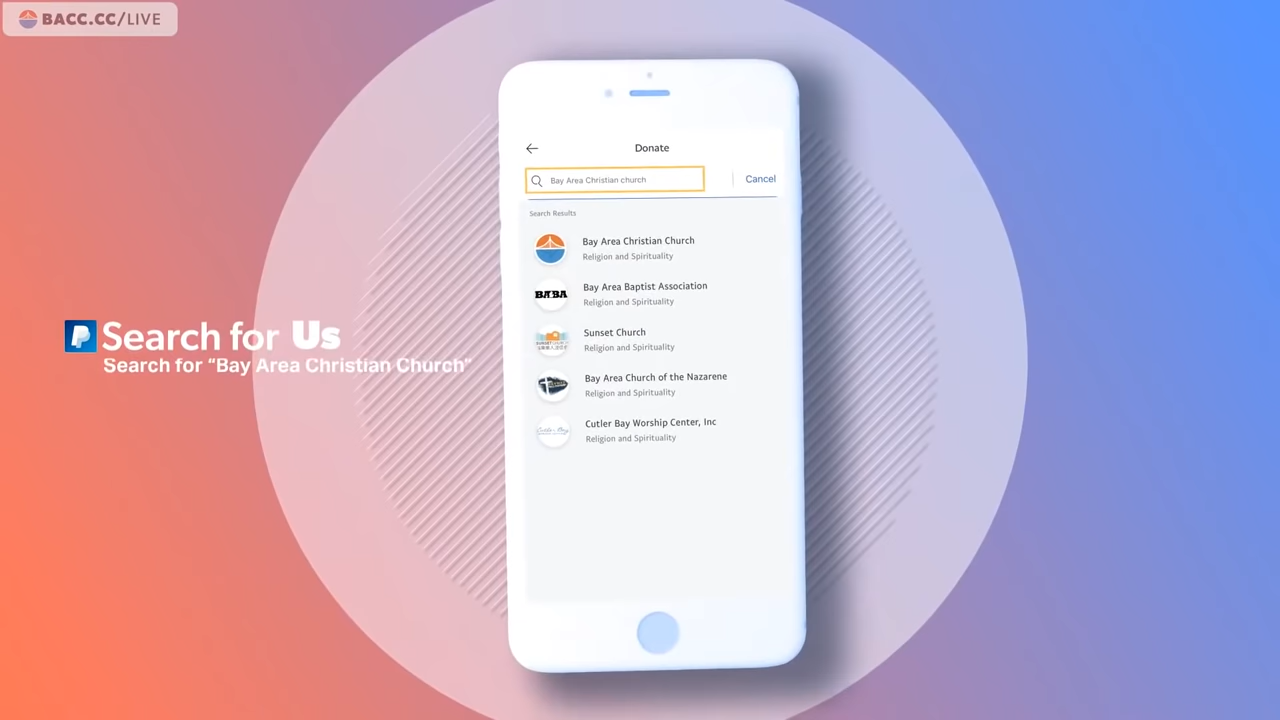 BACC.CC/LIVE
Search for Us
Search for “Bay Area Christian Church”
Donate
Bay Area Christian church
Cancel
Search Results
Bay Area Christian Church
Religion and Spirituality
BABA
Bay Area Baptist Association
Religion and Spirituality
Sunset Church
Religion and Spirituality
Bay Area Church of the Nazarene
Religion and Spirituality
Cutler Bay Worship Center, Inc
Religion and Spirituality